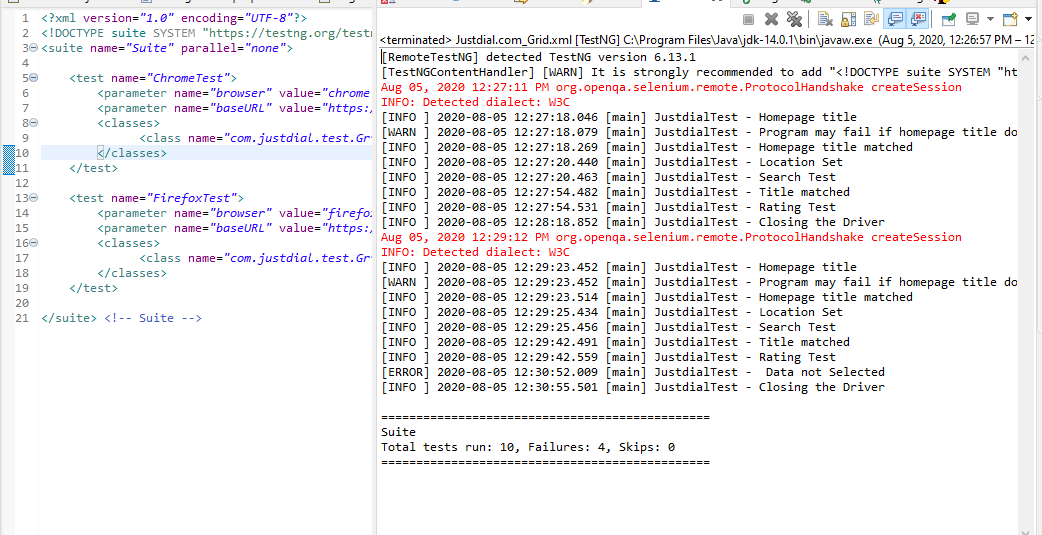 1 <?xml version="1.0" encoding="UTF-8"?>
2 <!DOCTYPE suite SYSTEM "https://testng.org/testn
3 <suite name="Suite" parallel="none">
4
5 <test name="ChromeTest">
6 <parameter name="browser" value="chrome
7 <parameter name="baseURL" value="https:/
8 <classes>
9 <class name="com.justdial.test.Gr
10 </classes>
11 </test>
12
13 <test name="FirefoxTest">
14 <parameter name="browser" value="firefox
15 <parameter name="baseURL" value="https:/
16 <classes>
17 <class name="com.justdial.test.Gr
18 </classes>
19 </test>
20
21 </suite> <!-- Suite -->
<terminated> Justdial.com_Grid.xml [TestNG] C:\Program Files\Java\jdk-14.0.1\bin\javaw.exe (Aug 5, 2020, 12:26:57 PM – 12
[RemoteTestNG] detected TestNG version 6.13.1
[TestNGContentHandler] [WARN] It is strongly recommended to add "<!DOCTYPE suite SYSTEM "ht
Aug 05, 2020 12:27:11 PM org.openqa.selenium.remote.ProtocolHandshake createSession
INFO: Detected dialect: W3C
[INFO ] 2020-08-05 12:27:18.046 [main] JustdialTest - Homepage title
[WARN ] 2020-08-05 12:27:18.079 [main] JustdialTest - Program may fail if homepage title do
[INFO ] 2020-08-05 12:27:18.269 [main] JustdialTest - Homepage title matched
[INFO ] 2020-08-05 12:27:20.440 [main] JustdialTest - Location Set
[INFO ] 2020-08-05 12:27:20.463 [main] JustdialTest - Search Test
[INFO ] 2020-08-05 12:27:54.482 [main] JustdialTest - Title matched
[INFO ] 2020-08-05 12:27:54.531 [main] JustdialTest - Rating Test
[INFO ] 2020-08-05 12:28:18.852 [main] JustdialTest - Closing the Driver
Aug 05, 2020 12:29:12 PM org.openqa.selenium.remote.ProtocolHandshake createSession
INFO: Detected dialect: W3C
[INFO ] 2020-08-05 12:29:23.452 [main] JustdialTest - Homepage title
[WARN ] 2020-08-05 12:29:23.452 [main] JustdialTest - Program may fail if homepage title do
[INFO ] 2020-08-05 12:29:23.514 [main] JustdialTest - Homepage title matched
[INFO ] 2020-08-05 12:29:25.434 [main] JustdialTest - Location Set
[INFO ] 2020-08-05 12:29:25.456 [main] JustdialTest - Search Test
[INFO ] 2020-08-05 12:29:42.491 [main] JustdialTest - Title matched
[INFO ] 2020-08-05 12:29:42.559 [main] JustdialTest - Rating Test
[ERROR] 2020-08-05 12:30:52.009 [main] JustdialTest -  Data not Selected
[INFO ] 2020-08-05 12:30:55.501 [main] JustdialTest - Closing the Driver
===============================================
Suite
Total tests run: 10, Failures: 4, Skips: 0
===============================================